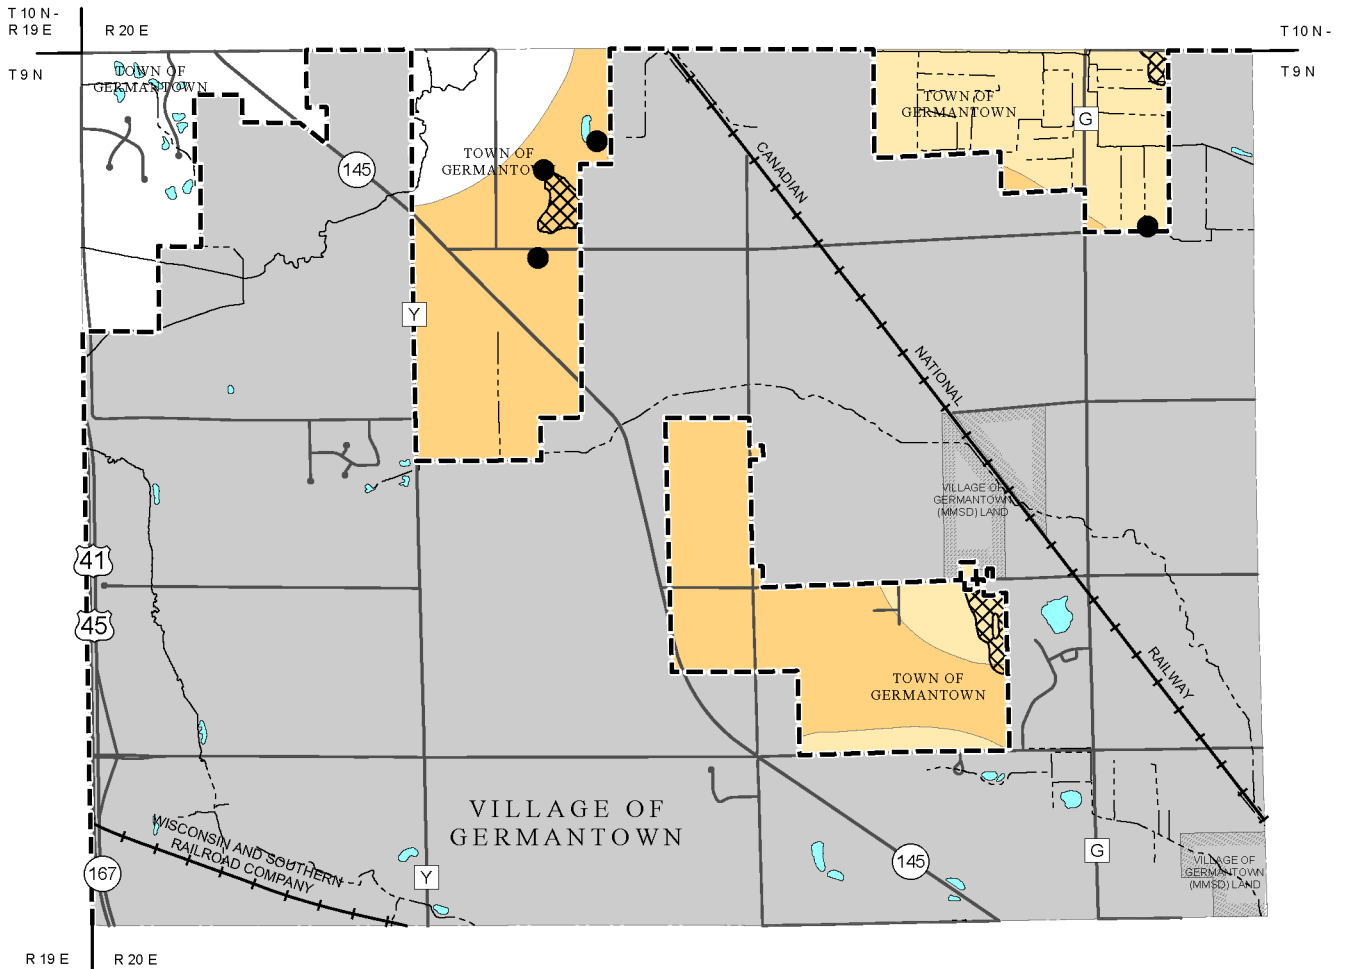 T 10 N -
R 19 E
R 20 E
T 10 N -
T 9 N
T 9 N
TOWN OF
GERMANTOWN
TOWN OF
GERMANTOWN
G
TOWN OF
GERMANTOWN
145
CANADIAN
Y
NATIONAL
VILLAGE OF
GERMANTOWN
(MMSD) LAND
41
45
RAILWAY
TOWN OF
GERMANTOWN
VILLAGE OF
GERMANTOWN
WISCONSIN AND SOUTHERN
RAILROAD COMPANY
G
145
VILLAGE OF
GERMANTOWN
(MMSD) LAND
167
Y
R 19 E
R 20 E